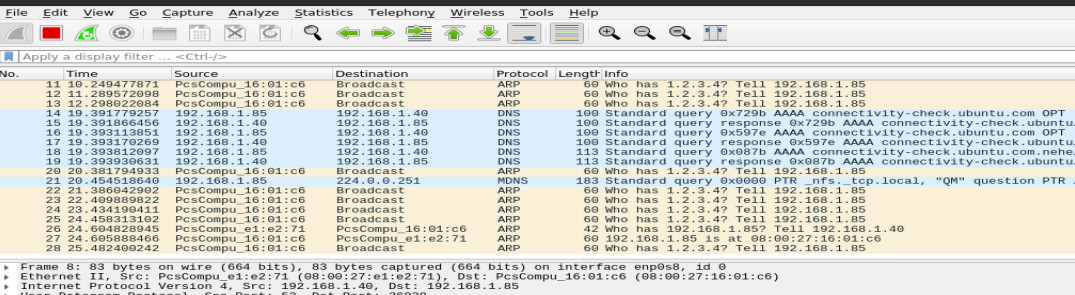 File Edit View Go Capture Analyze Statistics Telephony Wireless Tools Help
Apply a display filter ... <Ctrl-/>
No. Time Source Destination Protocol Length Info
11 10.249477871 PcsCompu_16:01:c6 Broadcast ARP 60 Who has 1.2.3.4? Tell 192.168.1.85
12 11.289572098 PcsCompu_16:01:c6 Broadcast ARP 60 Who has 1.2.3.4? Tell 192.168.1.85
13 12.298022084 PcsCompu_16:01:c6 Broadcast ARP 60 Who has 1.2.3.4? Tell 192.168.1.85
14 19.391779257 192.168.1.85 192.168.1.40 DNS 100 Standard query 0x729b AAAA connectivity-check.ubuntu.com OPT
15 19.391866456 192.168.1.40 192.168.1.85 DNS 100 Standard query response 0x729b AAAA connectivity-check.ubuntu.
16 19.393113851 192.168.1.85 192.168.1.40 DNS 100 Standard query 0x597e AAAA connectivity-check.ubuntu.com OPT
17 19.393170269 192.168.1.40 192.168.1.85 DNS 100 Standard query response 0x597e AAAA connectivity-check.ubuntu.
18 19.393812097 192.168.1.85 192.168.1.40 DNS 113 Standard query 0x087b AAAA connectivity-check.ubuntu.com.nehe
19 19.393930631 192.168.1.40 192.168.1.85 DNS 113 Standard query response 0x087b AAAA connectivity-check.ubuntu.
20 20.381794933 PcsCompu_16:01:c6 Broadcast ARP 60 Who has 1.2.3.4? Tell 192.168.1.85
21 20.454518640 192.168.1.85 224.0.0.251 MDNS 183 Standard query 0x0000 PTR _nfs._tcp.local, "QM" question PTR
22 21.386042902 PcsCompu_16:01:c6 Broadcast ARP 60 Who has 1.2.3.4? Tell 192.168.1.85
23 22.409889822 PcsCompu_16:01:c6 Broadcast ARP 60 Who has 1.2.3.4? Tell 192.168.1.85
24 23.434190411 PcsCompu_16:01:c6 Broadcast ARP 60 Who has 1.2.3.4? Tell 192.168.1.85
25 24.458313102 PcsCompu_16:01:c6 Broadcast ARP 60 Who has 1.2.3.4? Tell 192.168.1.85
26 24.604828945 PcsCompu_e1:e2:71 PcsCompu_16:01:c6 ARP 42 Who has 192.168.1.85? Tell 192.168.1.40
27 24.605888466 PcsCompu_16:01:c6 PcsCompu_e1:e2:71 ARP 60 192.168.1.85 is at 08:00:27:16:01:c6
28 25.482400242 PcsCompu_16:01:c6 Broadcast ARP 60 Who has 1.2.3.4? Tell 192.168.1.85
Frame 8: 83 bytes on wire (664 bits), 83 bytes captured (664 bits) on interface enp0s8, id 0
Ethernet II, Src: PcsCompu_e1:e2:71 (08:00:27:e1:e2:71), Dst: PcsCompu_16:01:c6 (08:00:27:16:01:c6)
Internet Protocol Version 4, Src: 192.168.1.40, Dst: 192.168.1.85